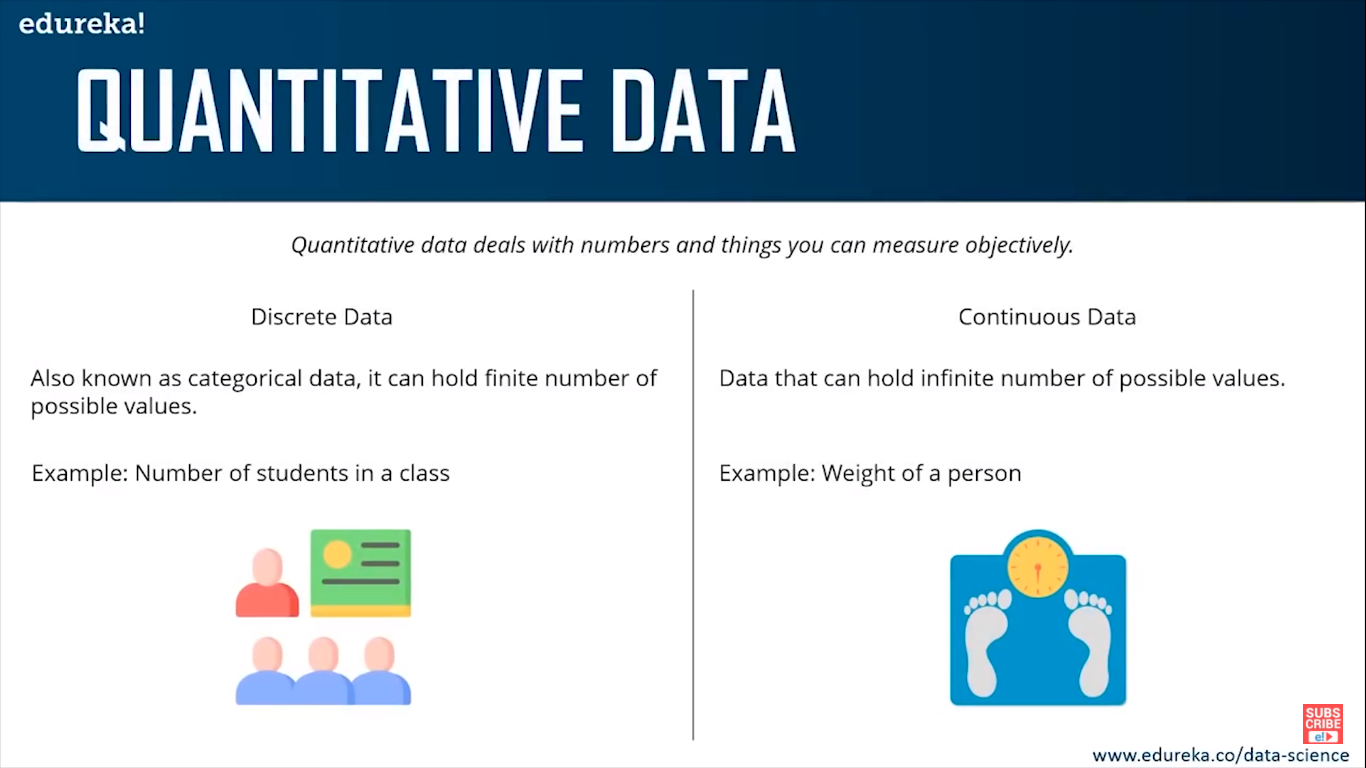 edureka!
QUANTITATIVE DATA
Quantitative data deals with numbers and things you can measure objectively.
Discrete Data
Also known as categorical data, it can hold finite number of
possible values.
Example: Number of students in a class
Continuous Data
Data that can hold infinite number of possible values.
Example: Weight of a person
SUBS
CRIBE
e!
www.edureka.co/data-science